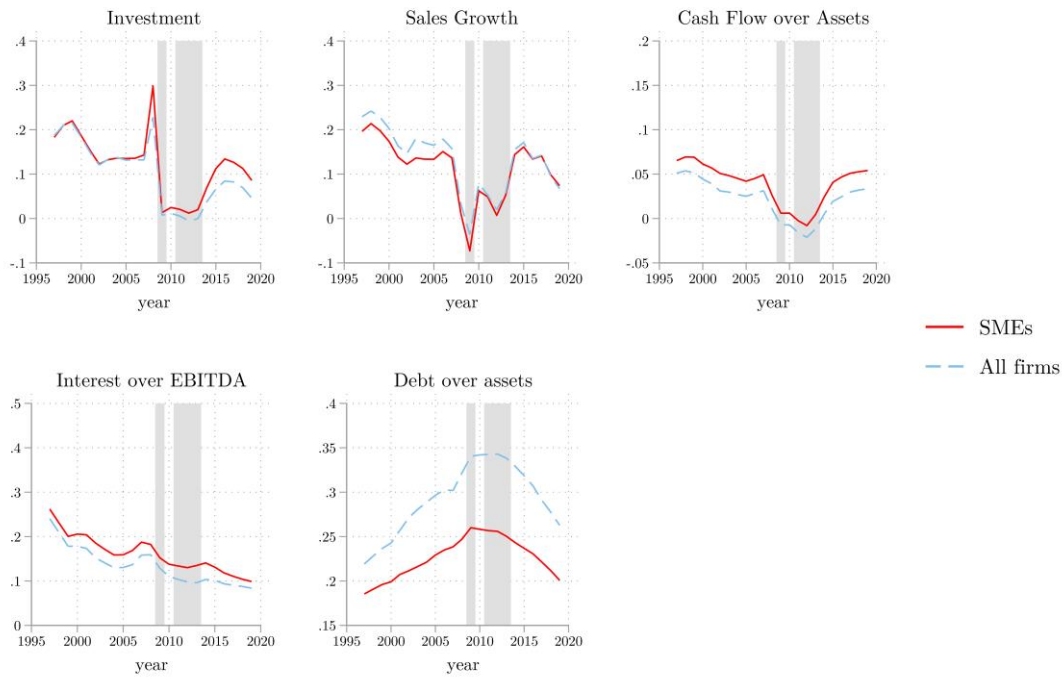 Investment
.4
.3
.2
.1
0
-.1
1995 2000 2005 2010 2015 2020
year
Sales Growth
.4
.3
.2
.1
0
-.1
1995 2000 2005 2010 2015 2020
year
Cash Flow over Assets
.2
.15
.1
.05
0
-.05
1995 2000 2005 2010 2015 2020
year
SMEs
All firms
Interest over EBITDA
.5
.4
.3
.2
.1
0
1995 2000 2005 2010 2015 2020
year
Debt over assets
.4
.35
.3
.25
.2
.15
1995 2000 2005 2010 2015 2020
year